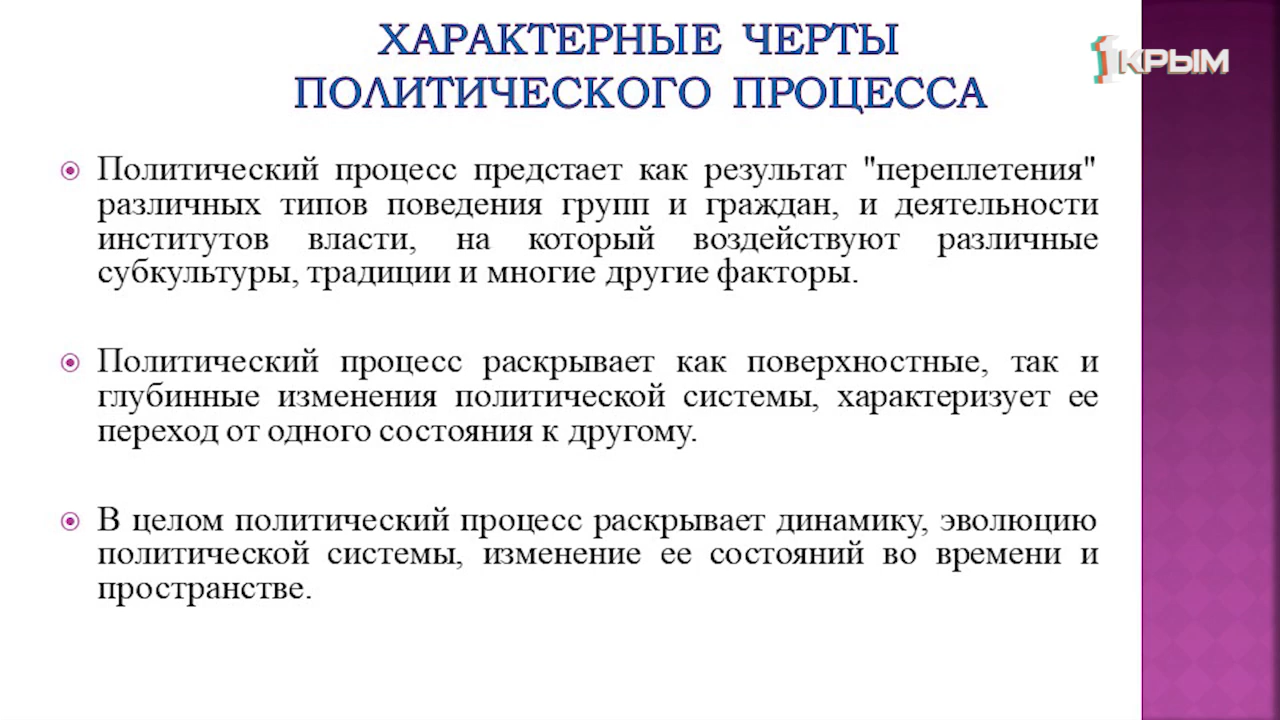 ХАРАКТЕРНЫЕ ЧЕРТЫ
ПОЛИТИЧЕСКОГО ПРОЦЕССА
1КРЫМ
Политический процесс предстает как результат "переплетения"
различных типов поведения групп и граждан, и деятельности
институтов власти, на который воздействуют различные
субкультуры, традиции и многие другие факторы.
Политический процесс раскрывает как поверхностные, так и
глубинные изменения политической системы, характеризует ее
переход от одного состояния к другому.
В целом политический процесс раскрывает динамику, эволюцию
политической системы, изменение ее состояний во времени и
пространстве.